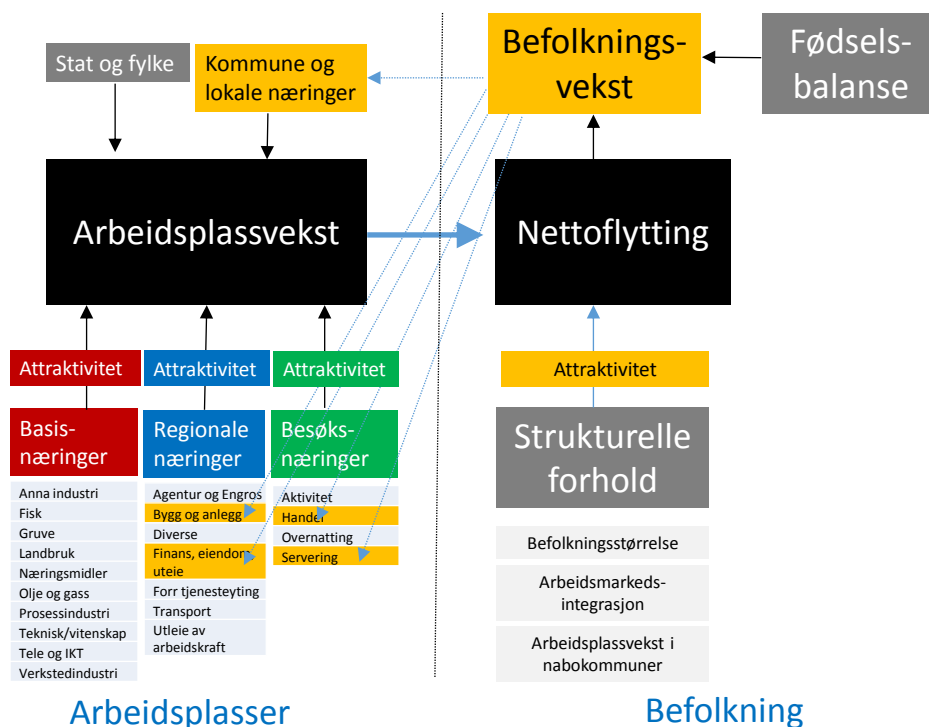 Stat og fylke
Kommune og
lokale næringer
Befolknings-
vekst
Fødsels-
balanse
Arbeidsplassvekst
Nettoflytting
Attraktivitet
Attraktivitet
Attraktivitet
Attraktivitet
Basis-
næringer
Regionale
næringer
Besøks-
næringer
Strukturelle
forhold
Anna industri
Fisk
Gruve
Landbruk
Næringsmidler
Olje og gass
Prosessindustri
Teknisk/vitenskap
Tele og IKT
Verkstedindustri
Agentur og Engros
Bygg og anlegg
Diverse
Finans, eiendom,
uteie
Forr tjenesteyting
Transport
Utleie av
arbeidskraft
Aktivitet
Handel
Overnatting
Servering
Befolkningsstørrelse
Arbeidsmarkeds-
integrasjon
Arbeidsplassvekst i
nabokommuner
Arbeidsplasser
Befolkning